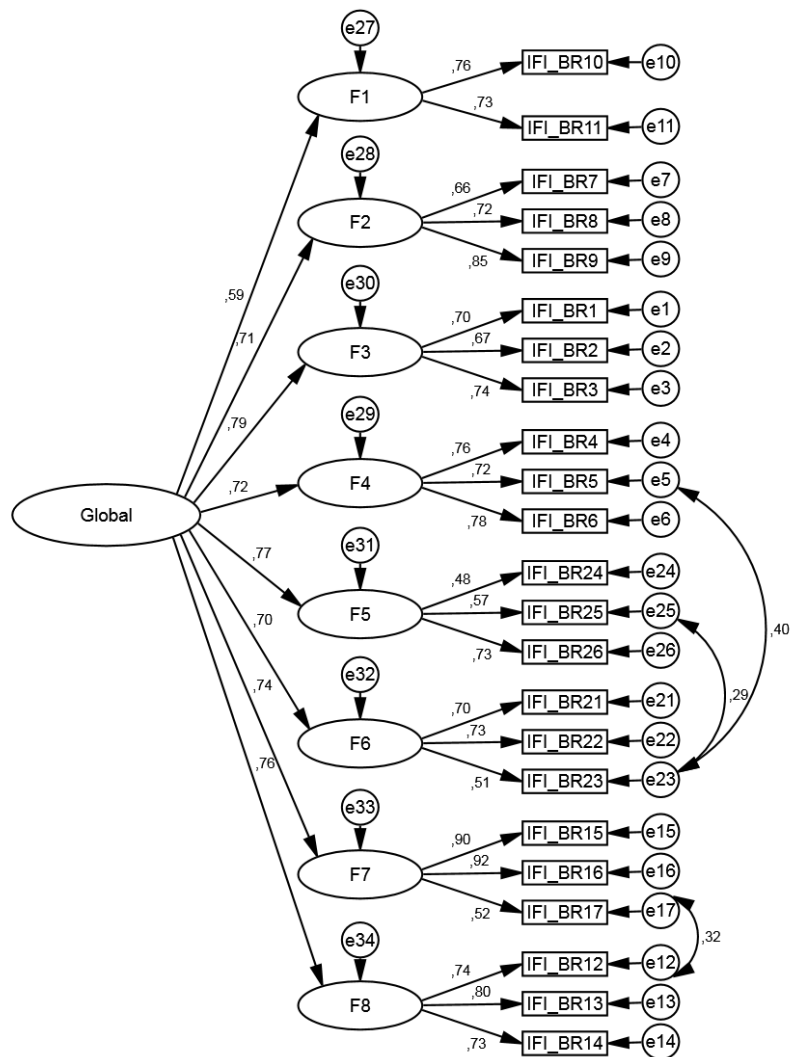 e27
,76 IFI_BR10 e10
F1
,73 IFI_BR11 e11
e28
,66 IFI_BR7 e7
F2 ,72 IFI_BR8 e8
,85 IFI_BR9 e9
e30
,59
,70 IFI_BR1 e1
,71
F3 ,67 IFI_BR2 e2
,74 IFI_BR3 e3
e29
,79
,76 IFI_BR4 e4
,72 F4 ,72 IFI_BR5 e5
Global
,78 IFI_BR6 e6
e31
,77
,48 IFI_BR24 e24
,70
F5 ,57 IFI_BR25 e25
,40
,73 IFI_BR26 e26
e32
,74
,29
,70 IFI_BR21 e21
F6 ,73 IFI_BR22 e22
,76
,51 IFI_BR23 e23
e33
,90 IFI_BR15 e15
F7 ,92 IFI_BR16 e16
,52 IFI_BR17 e17
,32
e34
,74 IFI_BR12 e12
F8 ,80 IFI_BR13 e13
,73 IFI_BR14 e14